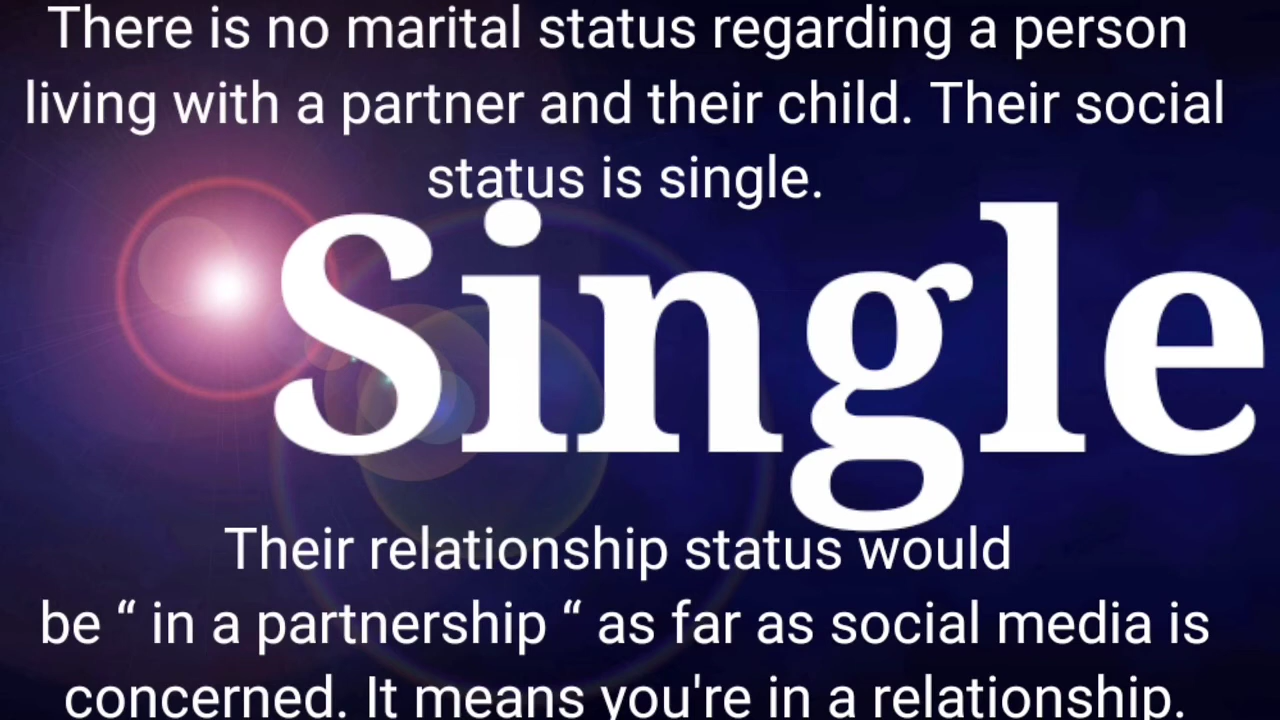 There is no marital status regarding a person
living with a partner and their child. Their social
status is single.
Single
Their relationship status would
be “ in a partnership “ as far as social media is
concerned. It means you're in a relationship.